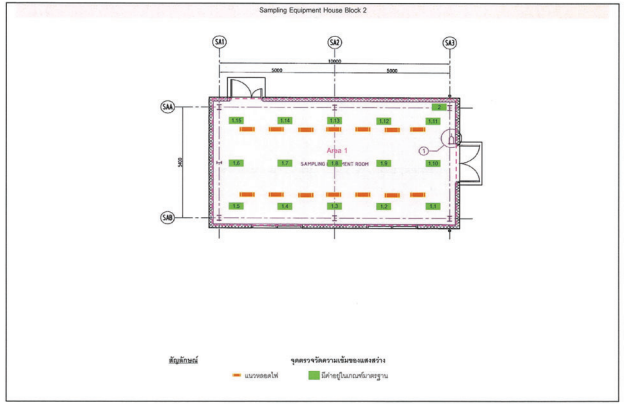 Sampling Equipment House Block 2
SA1 SA2 SA3
10000
5000 5000
SAA
2
1.15 1.14 1.13 1.12 1.11
Area 1
1
5400
1.6 1.7 1.8 1.9 1.10
1.5 1.4 1.3 1.2 1.1
SAB
สัญลักษณ์ จุดตรวจวัดความเข้มของแสงสว่าง
แนวหลอดไฟ มีค่าอยู่ในเกณฑ์มาตรฐาน